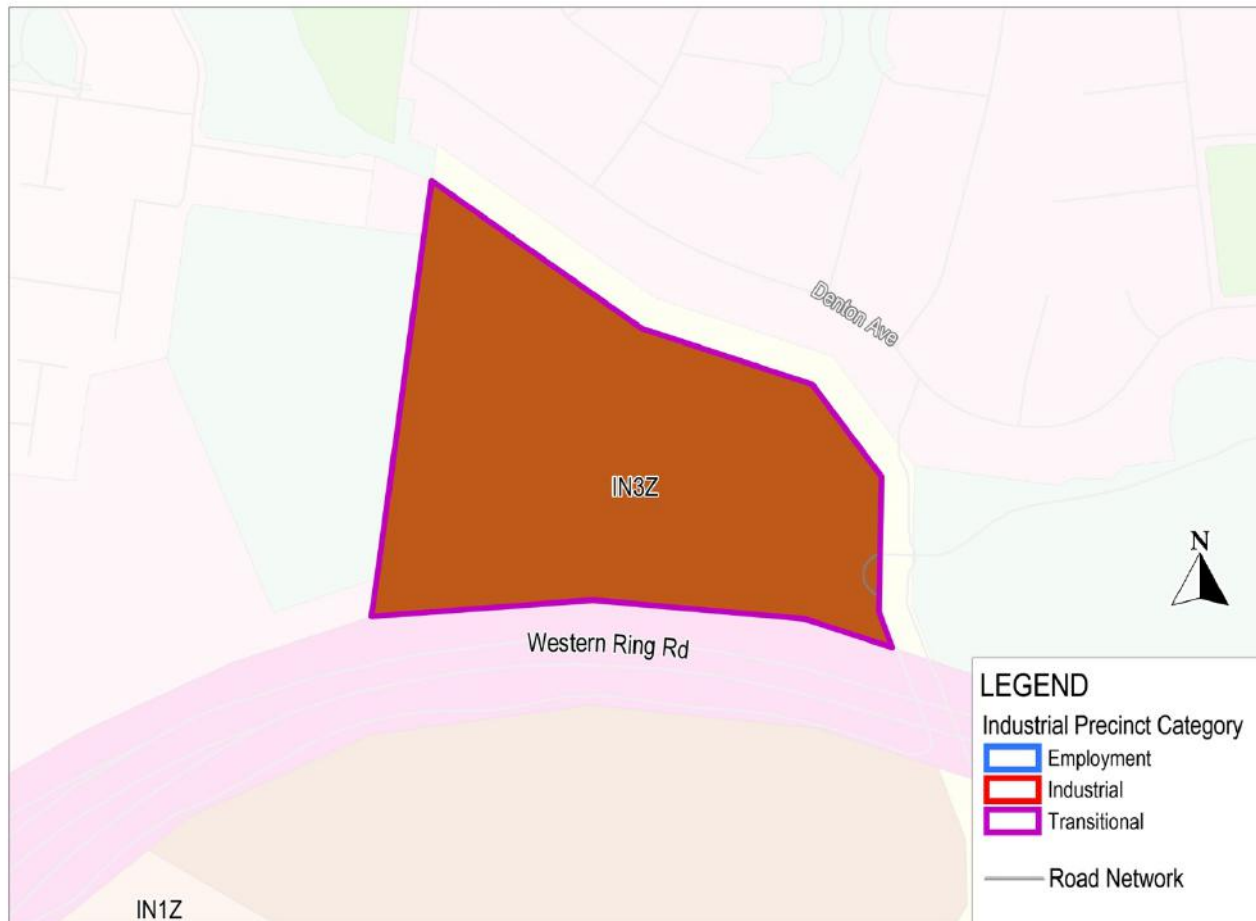 Denton Ave
IN3Z
N
Western Ring Rd
LEGEND
Industrial Precinct Category
Employment
Industrial
Transitional
Road Network
IN1Z